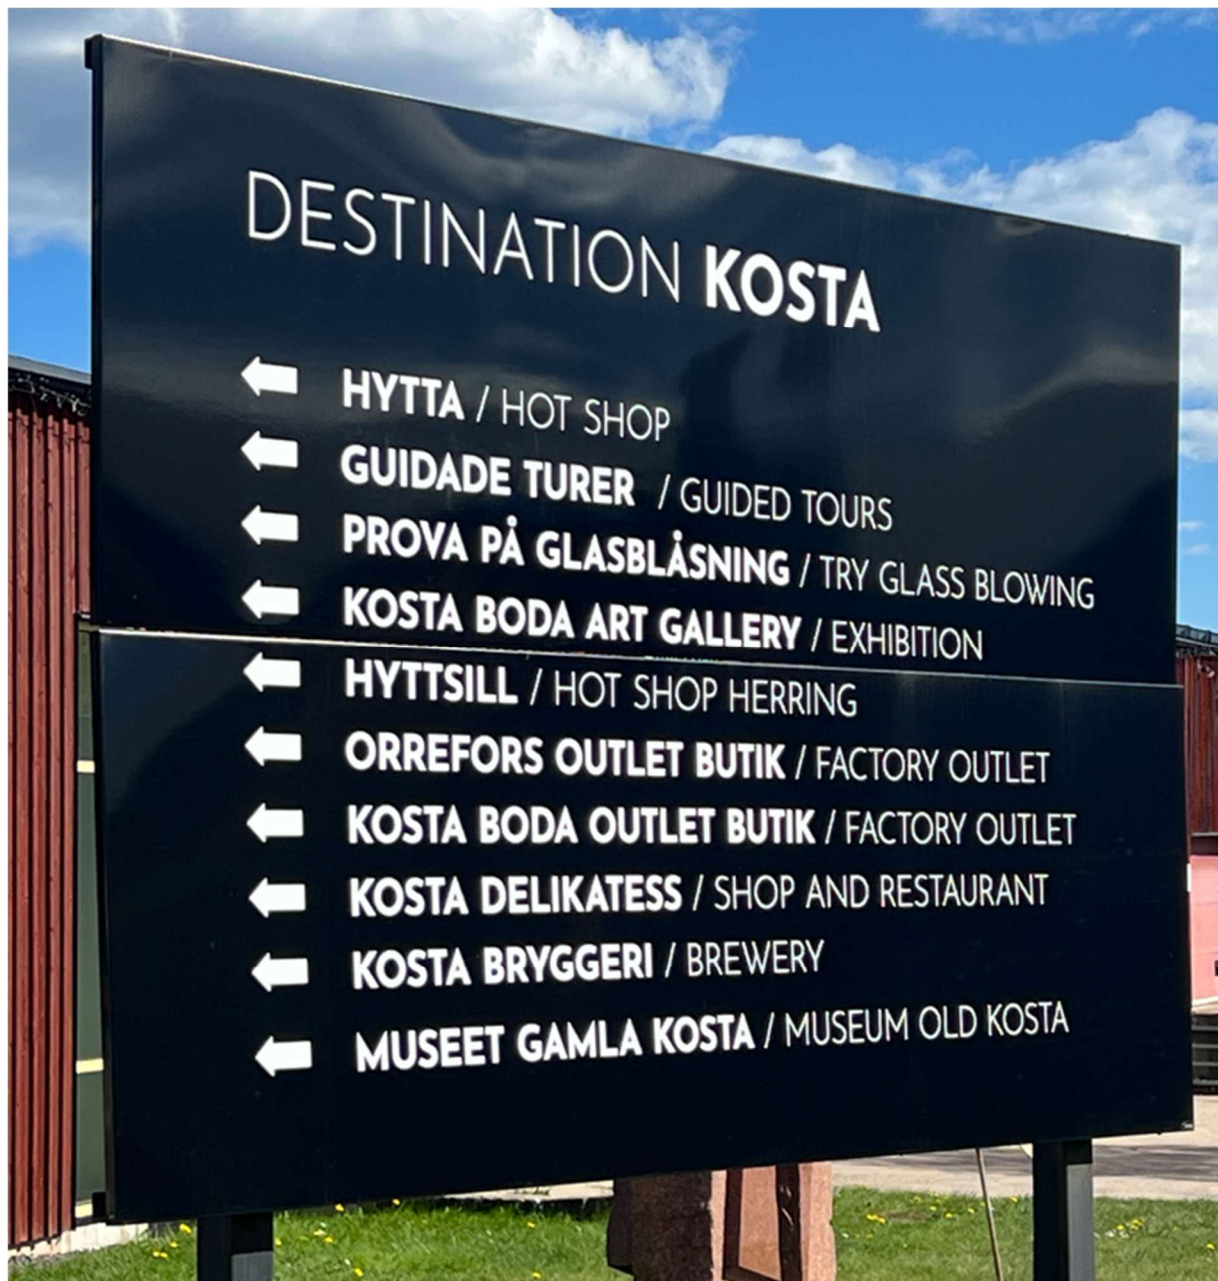 DESTINATION KOSTA
HYTTA / HOT SHOP
GUIDADE TURER / GUIDED TOURS
PROVA PÅ GLASBLÅSNING / TRY GLASS BLOWING
KOSTA BODA ART GALLERY / EXHIBITION
HYTTSILL / HOT SHOP HERRING
ORREFORS OUTLET BUTIK / FACTORY OUTLET
KOSTA BODA OUTLET BUTIK / FACTORY OUTLET
KOSTA DELIKATESS / SHOP AND RESTAURANT
KOSTA BRYGGERI / BREWERY
MUSEET GAMLA KOSTA / MUSEUM OLD KOSTA